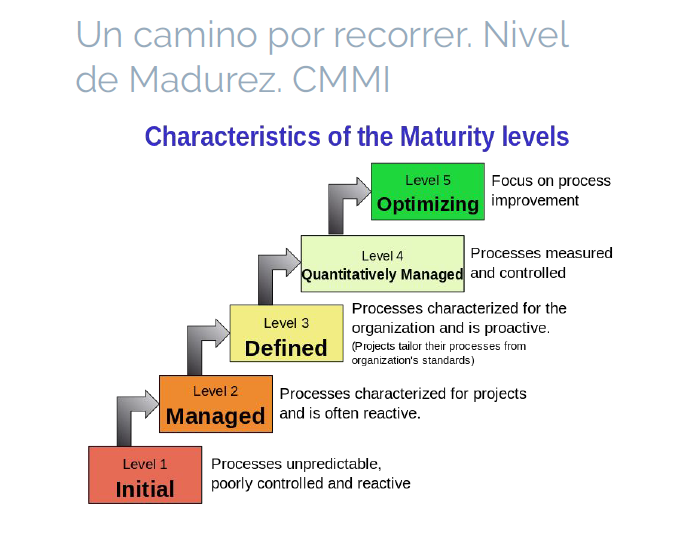 Un camino por recorrer. Nivel
de Madurez. CMMI
Characteristics of the Maturity levels
Level 5
Optimizing
Focus on process
improvement
Level 4
Quantitatively Managed
Processes measured
and controlled
Level 3
Defined
Processes characterized for the
organization and is proactive.
(Projects tailor their processes from
organization's standards)
Level 2
Managed
Processes characterized for projects
and is often reactive.
Level 1
Initial
Processes unpredictable,
poorly controlled and reactive